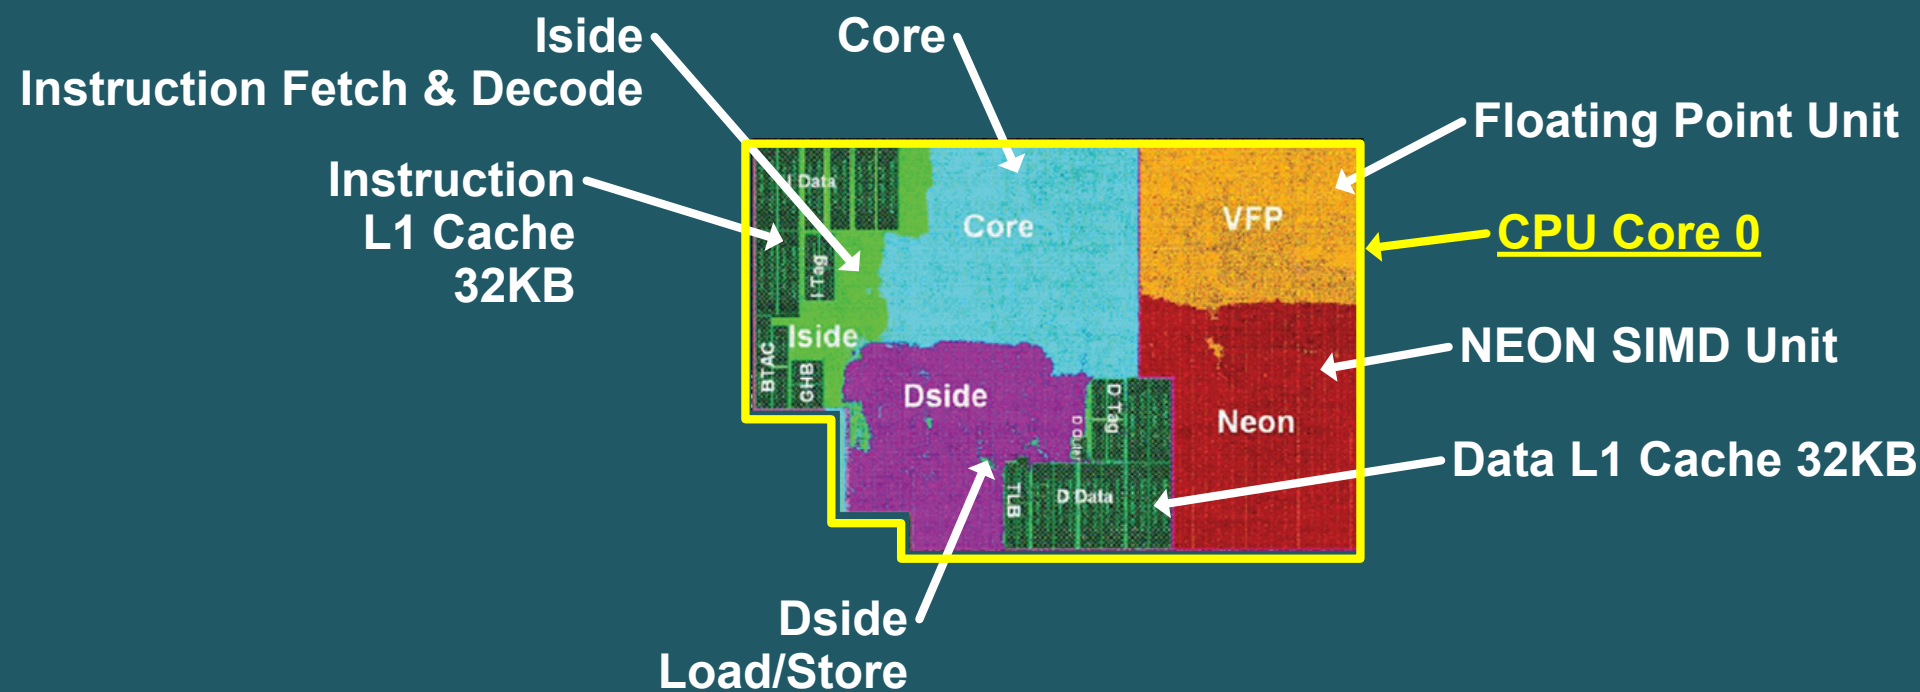 Iside
Instruction Fetch & Decode
Core
Floating Point Unit
Instruction
L1 Cache
32KB
CPU Core 0
NEON SIMD Unit
Data L1 Cache 32KB
Dside
Load/Store
I Data
Core
VFP
I Tag
Iside
BTAC
GHB
Dside
D Outer
D Tag
Neon
TLB
D Data